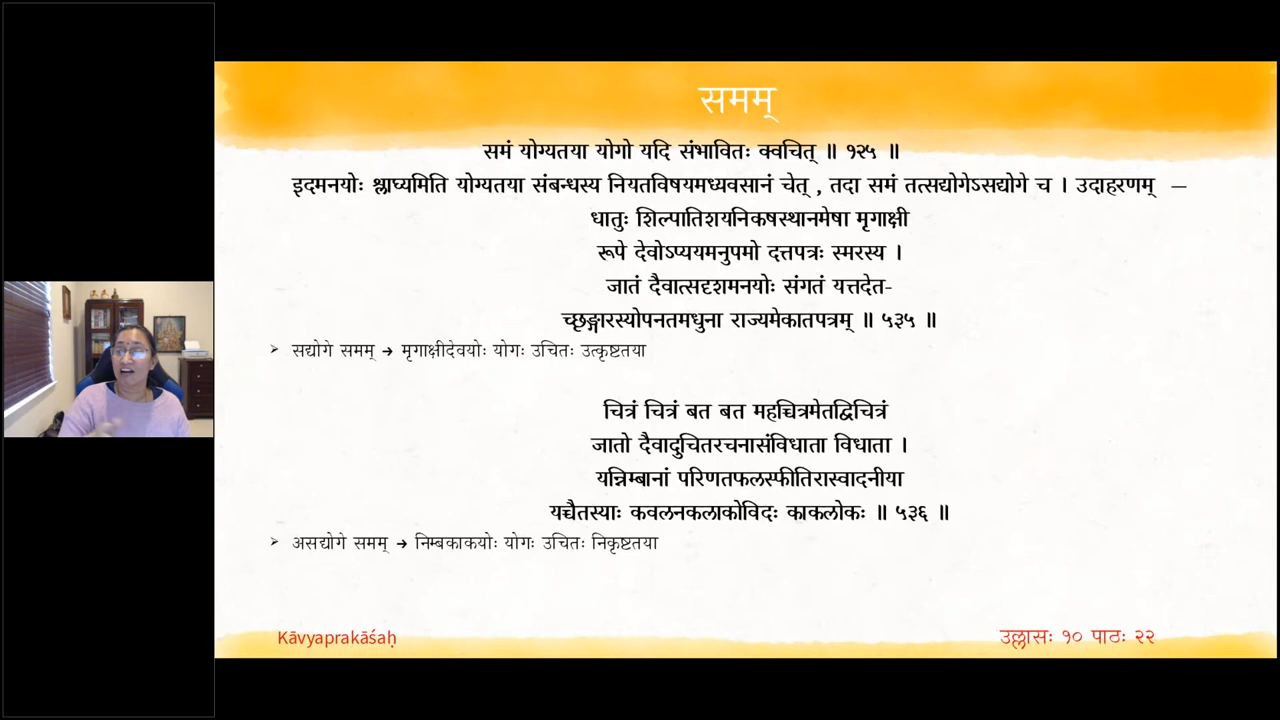 समम्
समं योग्यतया योगो यदि संभावितः क्वचित् ॥ १२५ ॥
इदमनयोः श्लाघ्यमिति योग्यतया संबन्धस्य नियतविषयमध्यवसानं चेत् , तदा समं तत्सद्योगेऽसद्योगे च । उदाहरणम् —
धातुः शिल्पातिशयनिकषस्थानमेषा मृगाक्षी
रूपे देवोऽप्ययमनुपमो दत्तपत्रः स्मरस्य ।
जातं दैवात्सदृशमनयोः संगतं यत्तदेत-
च्छृङ्गारस्योपनतमधुना राज्यमेकातपत्रम् ॥ ५३५ ॥
➢ सद्योगे समम् → मृगाक्षीदेवयोः योगः उचितः उत्कृष्टतया
चित्रं चित्रं बत बत महच्चित्रमेतद्विचित्रं
जातो दैवादुचितरचनासंविधाता विधाता ।
यन्निम्बानां परिणतफलस्फीतिरास्वादनीया
यच्चैतस्याः कवलनकलाकोविदः काकलोकः ॥ ५३६ ॥
➢ असद्योगे समम् → निम्बकाकयोः योगः उचितः निकृष्टतया
Kāvyaprakāśaḥ
उल्लासः १० पाठः २२